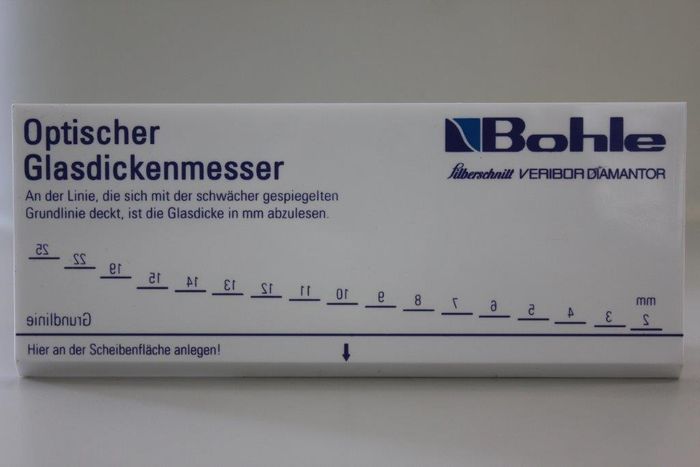 Optischer
Glasdickenmesser
An der Linie, die sich mit der schwächer gespiegelten
Grundlinie deckt, ist die Glasdicke in mm abzulesen.
Bohle
Silberschnitt VERIBOR DIAMANTOR
25 22 19 15 14 13 12 11 10 9 8 7 6 5 4 3 2
mm
Grundlinie
Hier an der Scheibenfläche anlegen!